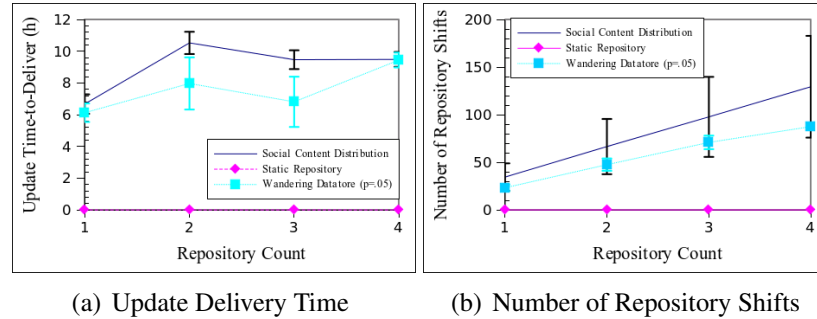 12
10
8
6
4
2
0
Update Time-to-Deliver (h)
Social Content Distribution
Static Repository
Wandering Datatore (p=.05)
1 2 3 4
Repository Count
(a) Update Delivery Time
200
150
100
50
0
Number of Repository Shifts
Social Content Distribution
Static Repository
Wandering Datatore (p=.05)
1 2 3 4
Repository Count
(b) Number of Repository Shifts